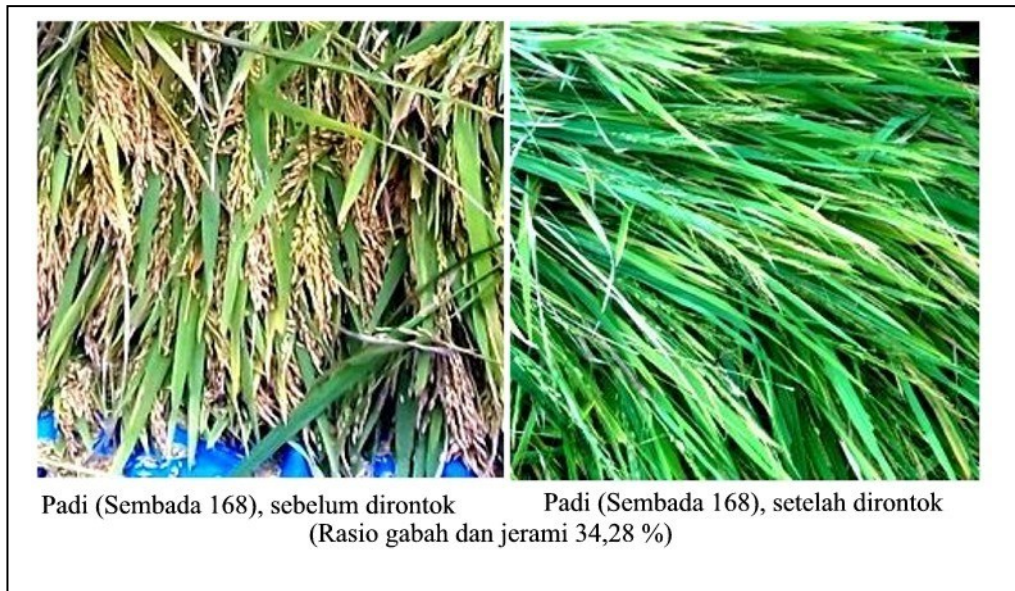 Padi (Sembada 168), sebelum dirontok
Padi (Sembada 168), setelah dirontok
(Rasio gabah dan jerami 34,28 %)